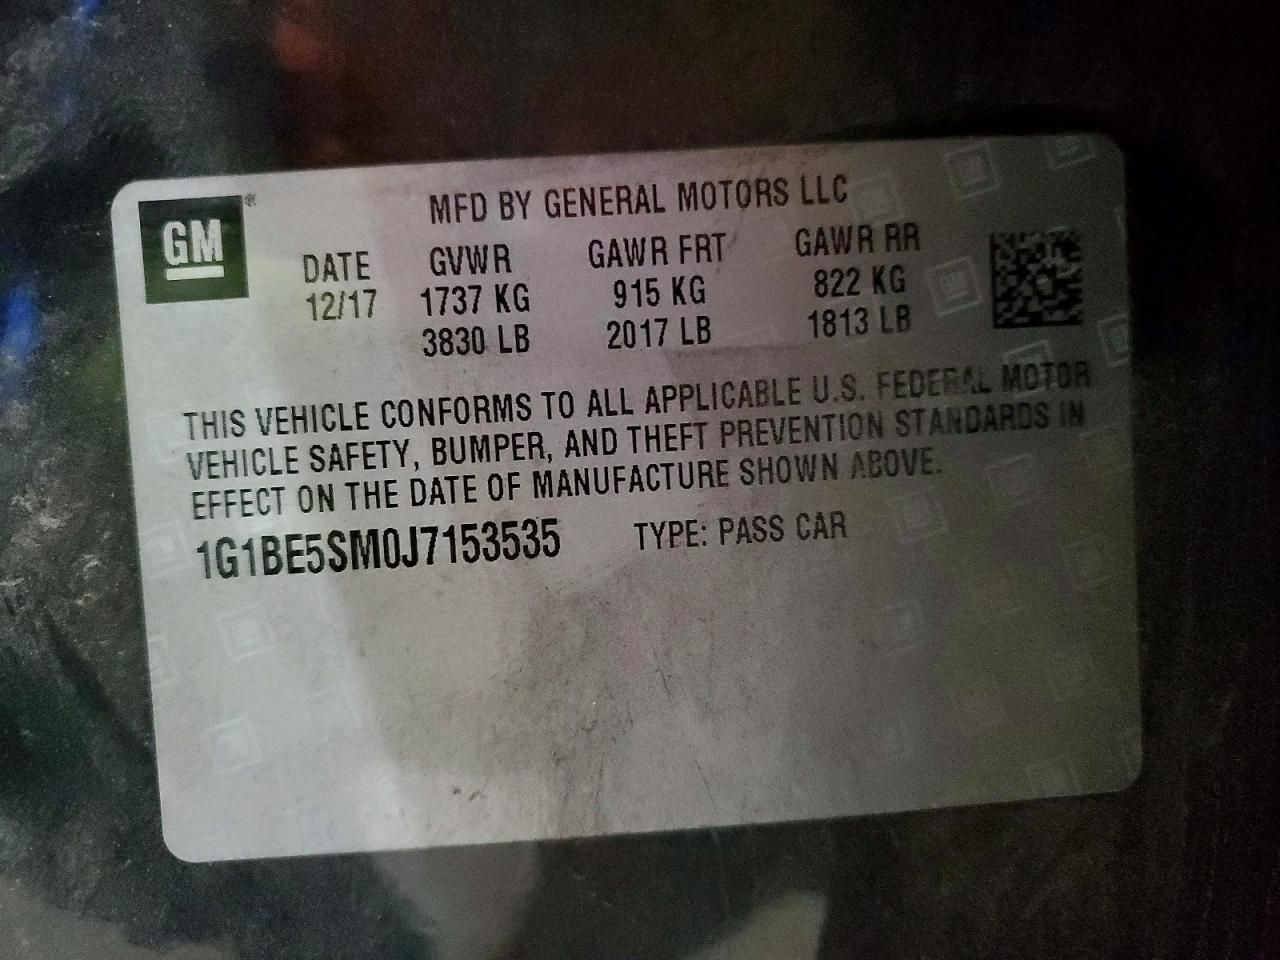 GM ®
MFD BY GENERAL MOTORS LLC
DATE GVWR GAWR FRT GAWR RR
12/17 1737 KG 915 KG 822 KG
3830 LB 2017 LB 1813 LB
THIS VEHICLE CONFORMS TO ALL APPLICABLE U.S. FEDERAL MOTOR
VEHICLE SAFETY, BUMPER, AND THEFT PREVENTION STANDARDS IN
EFFECT ON THE DATE OF MANUFACTURE SHOWN ABOVE.
1G1BE5SM0J7153535 TYPE: PASS CAR